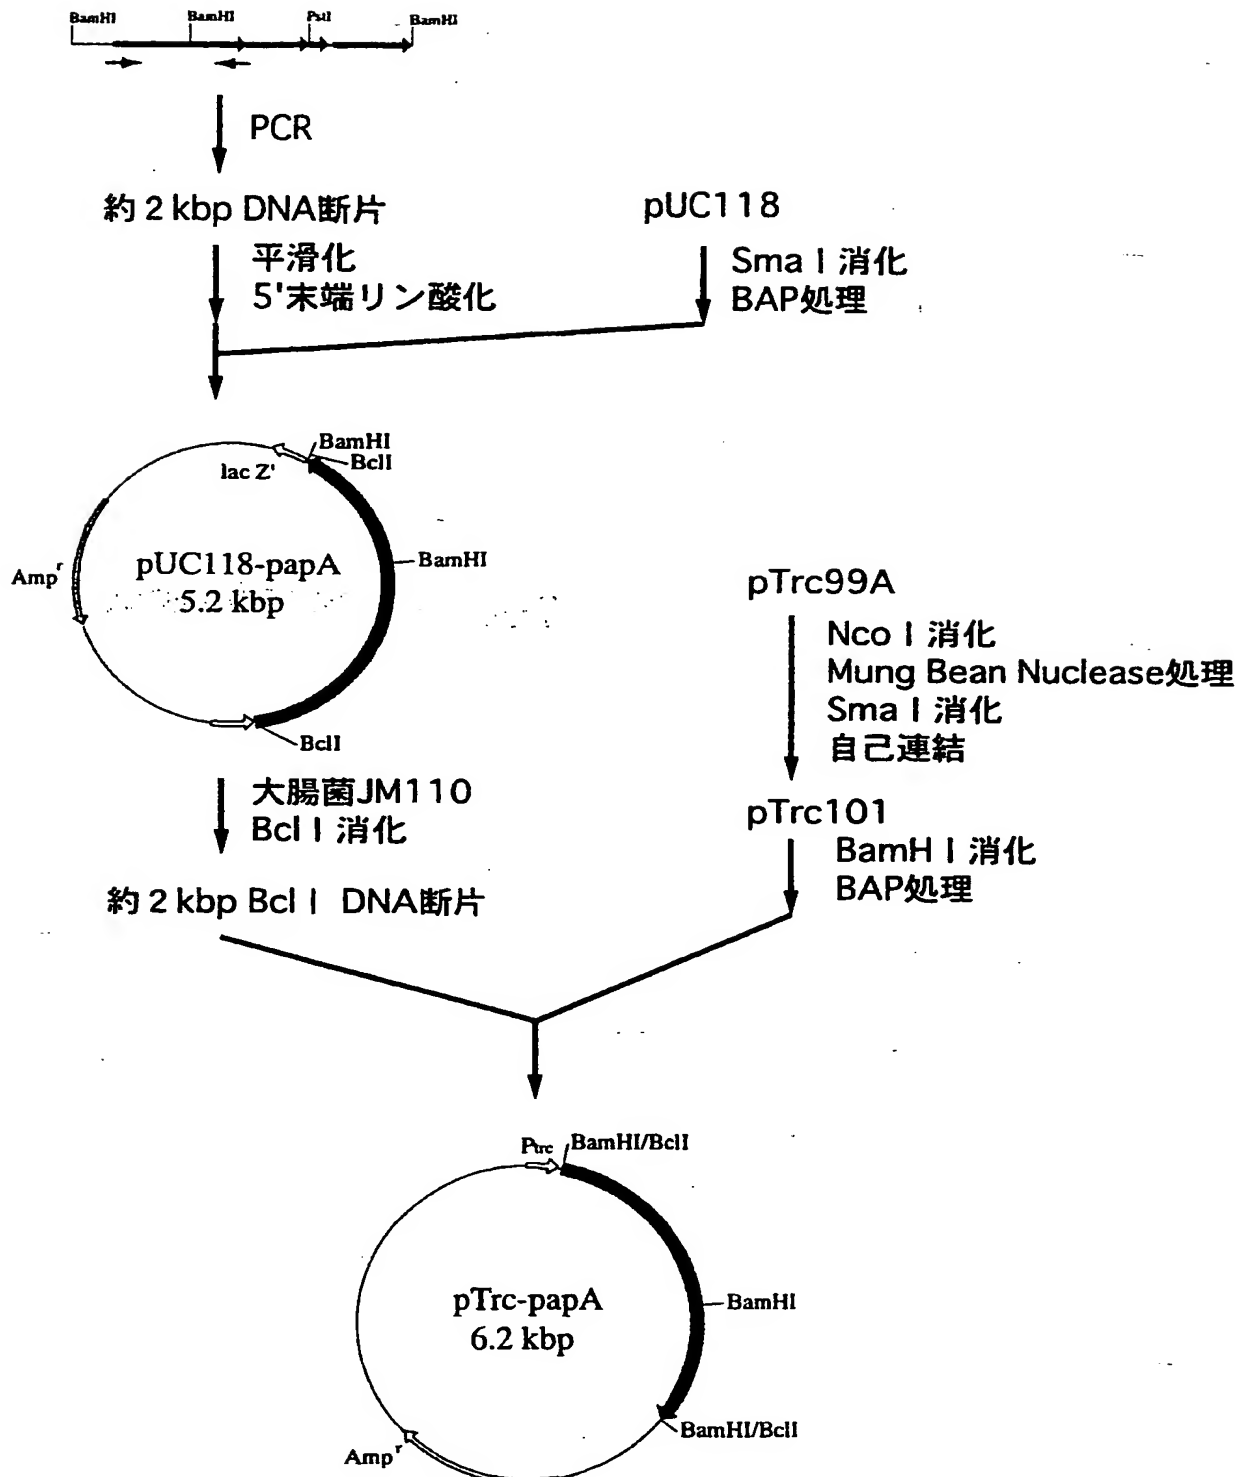 BamHI BamHI PstI BamHI
PCR
約 2 kbp DNA断片
pUC118
平滑化
5'末端リン酸化
Sma I 消化
BAP処理
BamHI
BclI
lac Z'
BamHI
Amp r
pUC118-papA
5.2 kbp
BclI
pTrc99A
Nco I 消化
Mung Bean Nuclease処理
Sma I 消化
自己連結
大腸菌JM110
Bcl I 消化
pTrc101
BamH I 消化
BAP処理
約 2 kbp Bcl I DNA断片
Ptrc
BamHI/BclI
pTrc-papA
6.2 kbp
BamHI
BamHI/BclI
Amp r